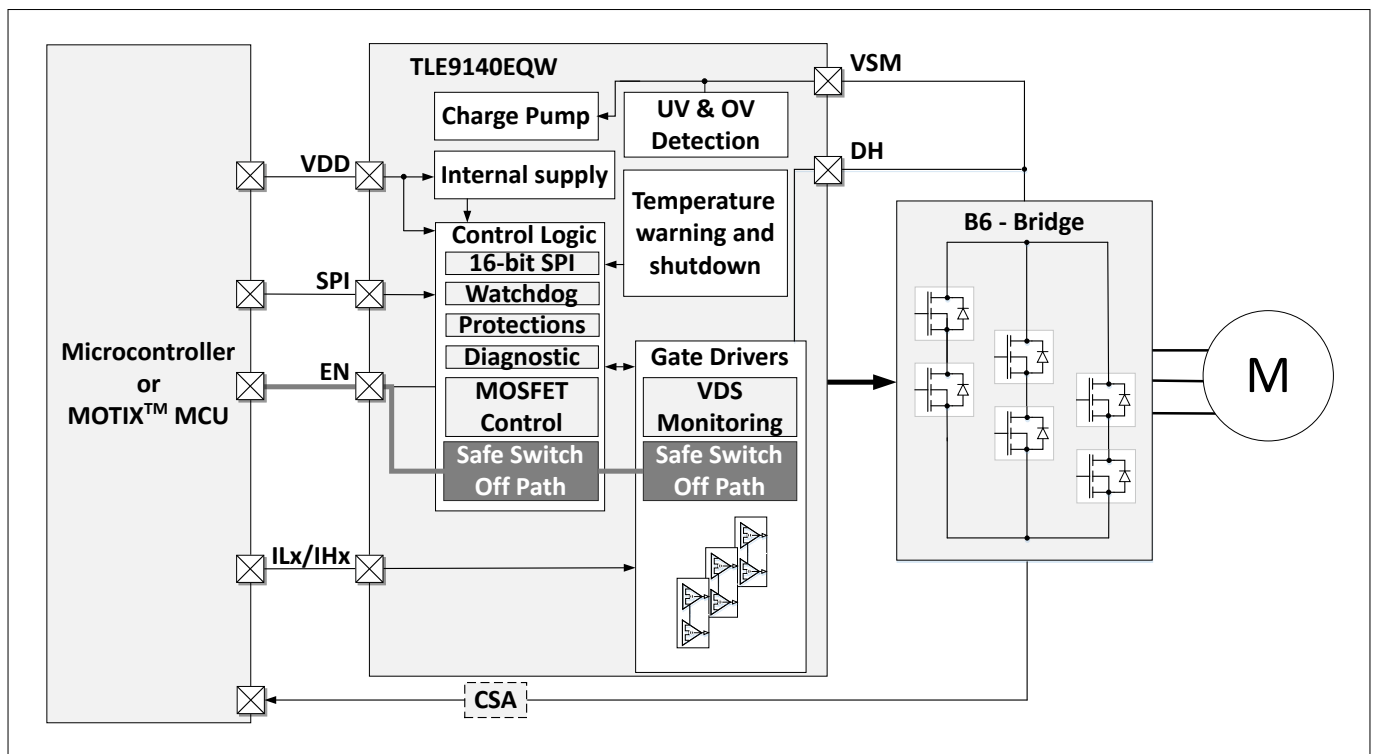 Microcontroller
or
MOTIX™ MCU
VDD
SPI
EN
ILx/IHx
TLE9140EQW
Charge Pump
UV & OV
Detection
Internal supply
Temperature
warning and
shutdown
Control Logic
16-bit SPI
Watchdog
Protections
Diagnostic
MOSFET
Control
Safe Switch
Off Path
Gate Drivers
VDS
Monitoring
Safe Switch
Off Path
VSM
DH
B6 - Bridge
M
CSA